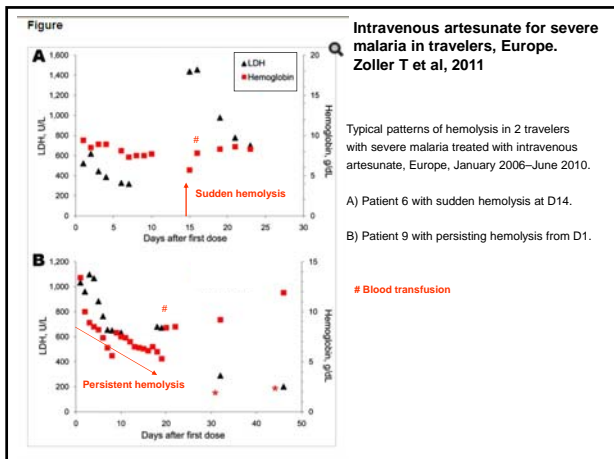 Figure
A
1,600
1,400
1,200
1,000
800
600
400
200
0
LDH, U/L
LDH
Hemoglobin
20
15
10
5
0
Hemoglobin, g/dL
#
Sudden hemolysis
0 5 10 15 20 25 30
Days after first dose
B
1,200
1,000
800
600
400
200
0
LDH, U/L
15
10
5
0
Hemoglobin, g/dL
#
Persistent hemolysis
*
*
0 10 20 30 40 50
Days after first dose
Intravenous artesunate for severe
malaria in travelers, Europe.
Zoller T et al, 2011
Typical patterns of hemolysis in 2 travelers
with severe malaria treated with intravenous
artesunate, Europe, January 2006–June 2010.
A) Patient 6 with sudden hemolysis at D14.
B) Patient 9 with persisting hemolysis from D1.
# Blood transfusion